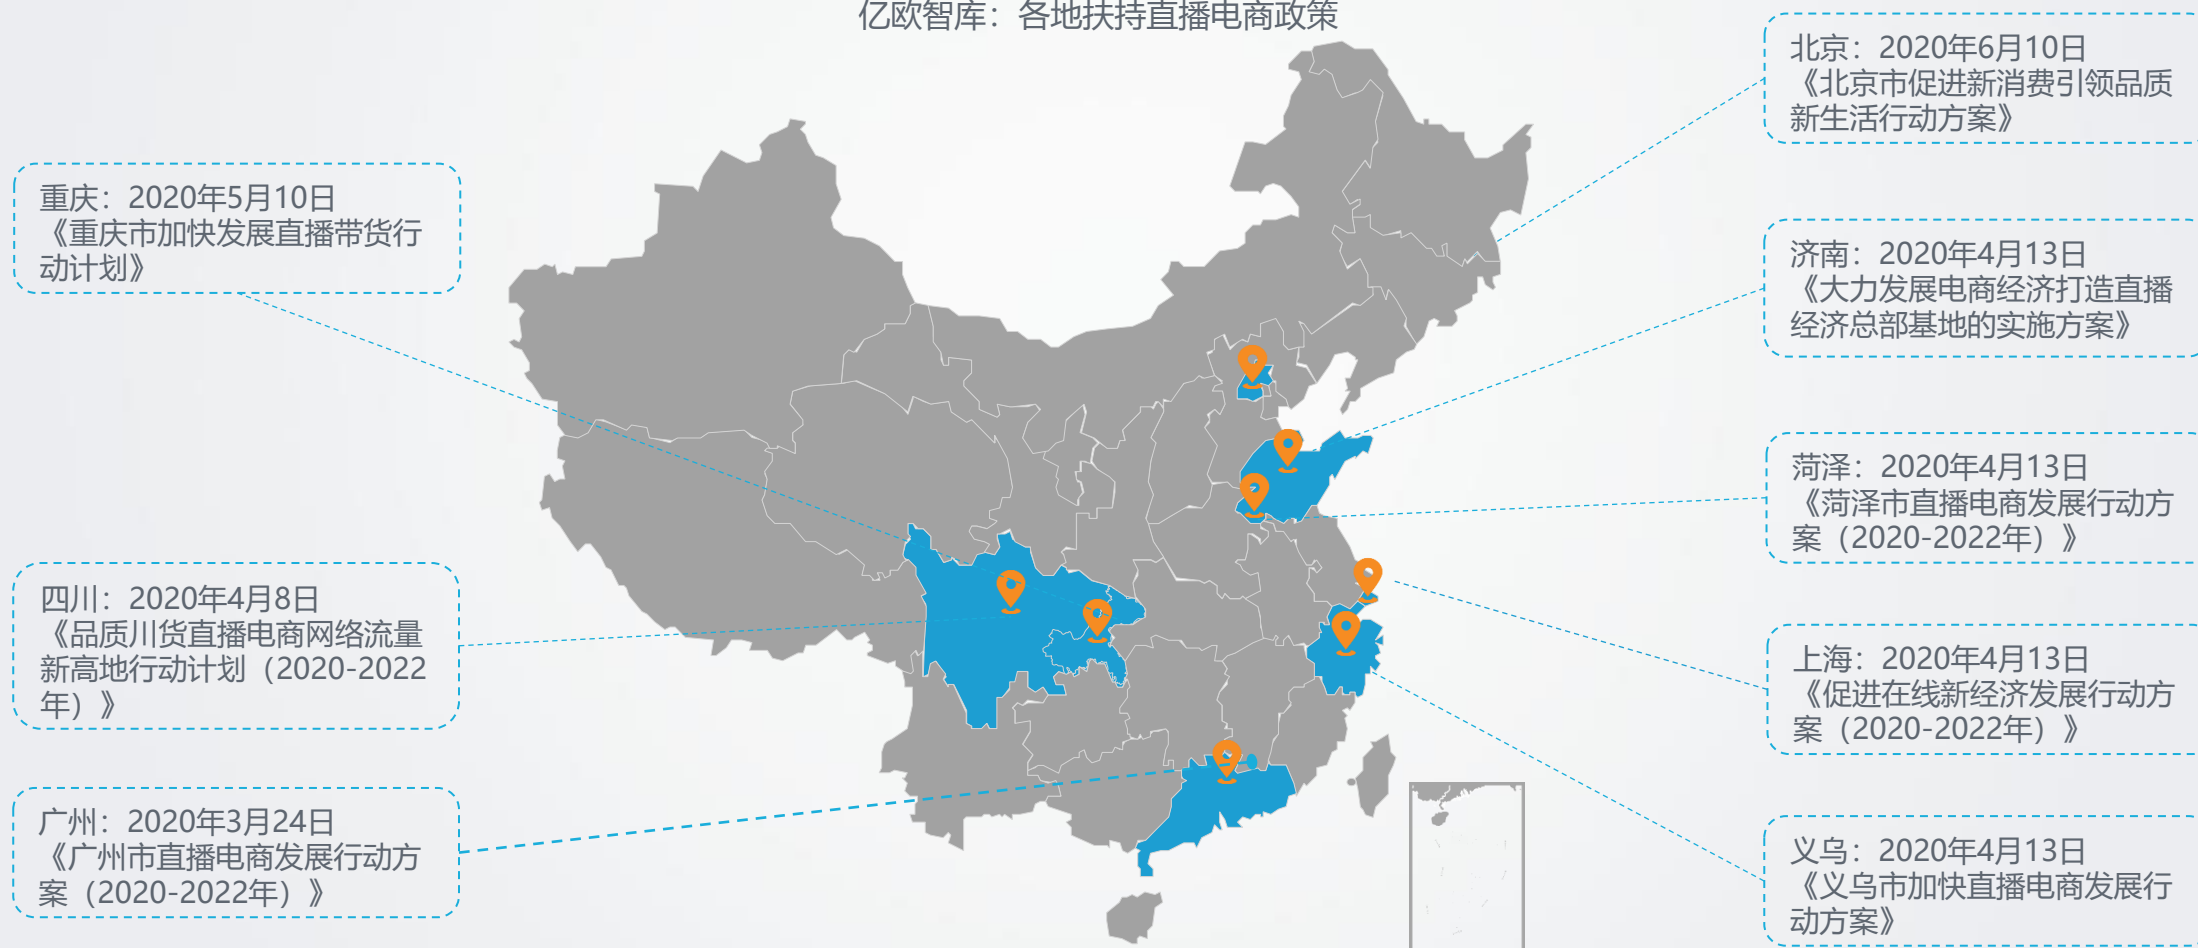 亿欧智库：各地扶持直播电商政策
重庆：2020年5月10日
《重庆市加快发展直播带货行
动计划》
四川：2020年4月8日
《品质川货直播电商网络流量
新高地行动计划（2020-2022
年）》
广州：2020年3月24日
《广州市直播电商发展行动方
案（2020-2022年）》
北京：2020年6月10日
《北京市促进新消费引领品质
新生活行动方案》
济南：2020年4月13日
《大力发展电商经济打造直播
经济总部基地的实施方案》
菏泽：2020年4月13日
《菏泽市直播电商发展行动方
案（2020-2022年）》
上海：2020年4月13日
《促进在线新经济发展行动方
案（2020-2022年）》
义乌：2020年4月13日
《义乌市加快直播电商发展行
动方案》